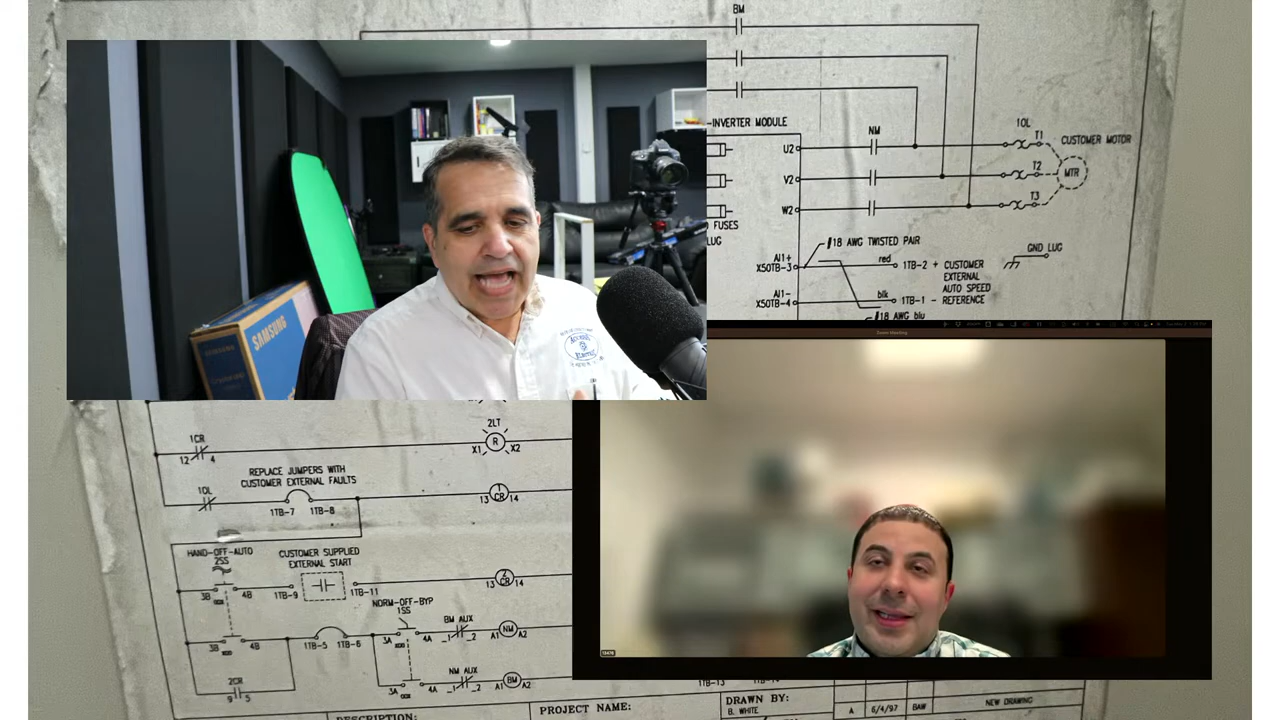 BM
-INVERTER MODULE
NM
1OL
T1
CUSTOMER MOTOR
U2
T2
MTR
V2
T3
W2
FUSES
LUG
#18 AWG TWISTED PAIR
GND LUG
AI1+
X50TB-3
red
1TB-2 + CUSTOMER
EXTERNAL
AUTO SPEED
AI1-
X50TB-4
blk
1TB-1 - REFERENCE
#18 AWG blu
SAMSUNG
Zoom Meeting
2LT
1CR
R
X1
X2
12
4
REPLACE JUMPERS WITH
CUSTOMER EXTERNAL FAULTS
1OL
1
CR
13
14
1TB-7
1TB-8
HAND-OFF-AUTO
2SS
CUSTOMER SUPPLIED
EXTERNAL START
2
CR
13
14
3B
4B
1TB-9
1TB-11
NORM-OFF-BYP
1SS
BM AUX
3B
4B
1TB-5
1TB-6
3A
4A
_1
_2
A1
NM
A2
2CR
9
5
NM AUX
3A
4A
_1
_2
A1
BM
A2
1TB-13
DESCRIPTION:
PROJECT NAME:
DRAWN BY:
B. WHITE
A
6/4/97
BAW
NEW DRAWING